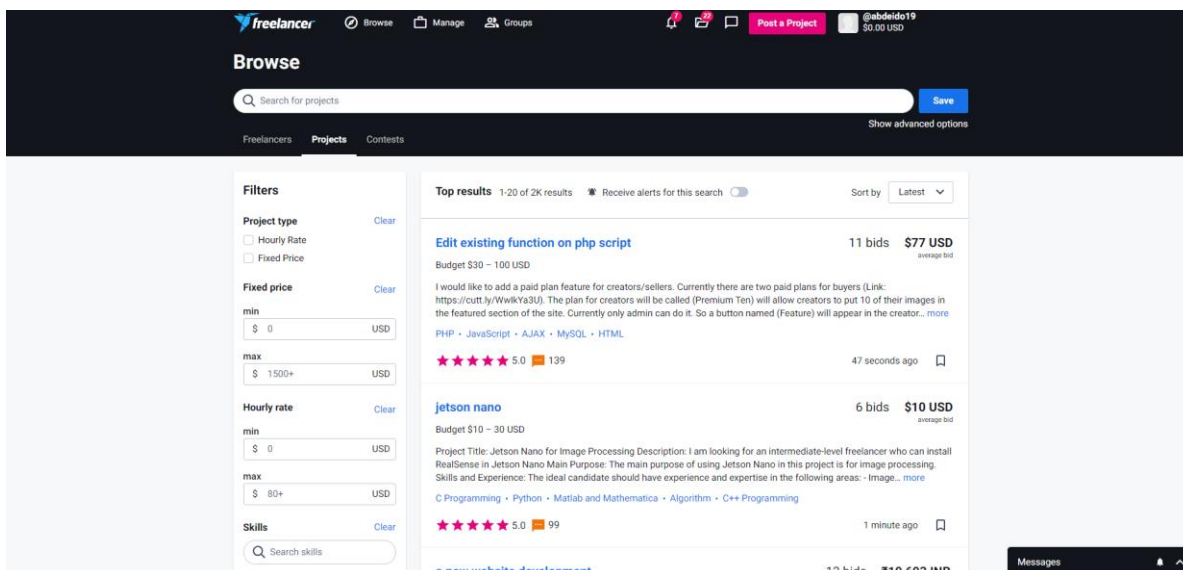 freelancer Browse Manage Groups 7 22 Post a Project @abdeido19
$0.00 USD
Browse
Search for projects Save
Show advanced options
Freelancers Projects Contests
Filters
Project type Clear
Hourly Rate
Fixed Price
Fixed price Clear
min
$ 0 USD
max
$ 1500+ USD
Hourly rate Clear
min
$ 0 USD
max
$ 80+ USD
Skills Clear
Search skills
Top results 1-20 of 2K results Receive alerts for this search Sort by Latest
Edit existing function on php script 11 bids $77 USD
average bid
Budget $30 – 100 USD
I would like to add a paid plan feature for creators/sellers. Currently there are two paid plans for buyers (Link:
https://cutt.ly/WwlkYa3U). The plan for creators will be called (Premium Ten) will allow creators to put 10 of their images in
the featured section of the site. Currently only admin can do it. So a button named (Feature) will appear in the creator... more
PHP • JavaScript • AJAX • MySQL • HTML
5.0 139 47 seconds ago
jetson nano 6 bids $10 USD
average bid
Budget $10 – 30 USD
Project Title: Jetson Nano for Image Processing Description: I am looking for an intermediate-level freelancer who can install
RealSense in Jetson Nano Main Purpose: The main purpose of using Jetson Nano in this project is for image processing.
Skills and Experience: The ideal candidate should have experience and expertise in the following areas: - Image... more
C Programming • Python • Matlab and Mathematica • Algorithm • C++ Programming
5.0 99 1 minute ago
Messages